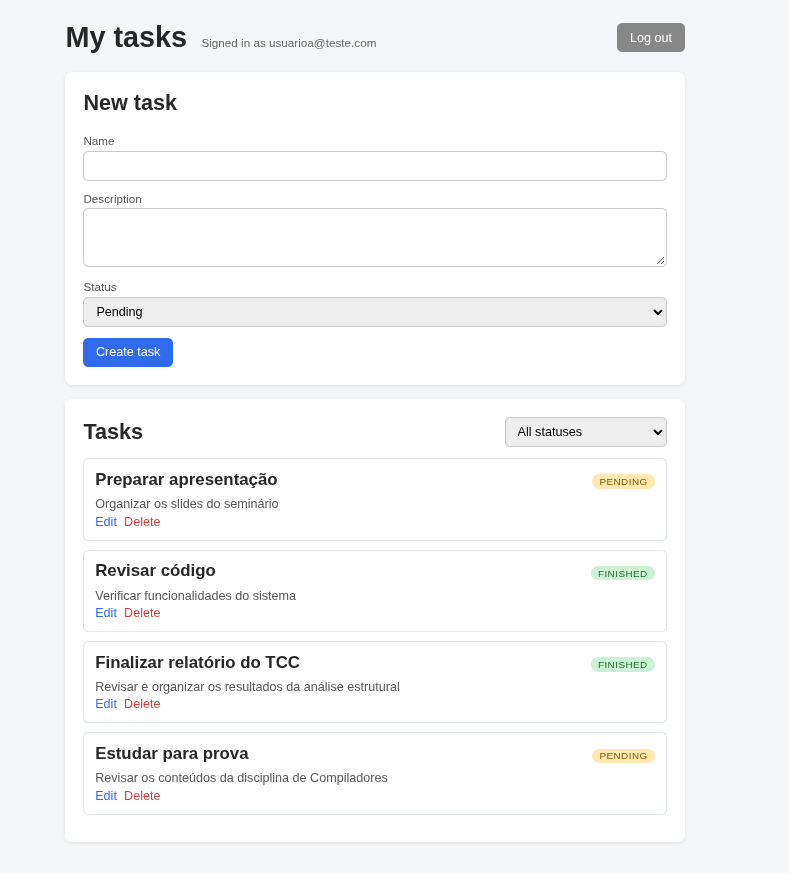 My tasks Signed in as usuarioa@teste.com Log out
New task
Name
Description
Status
Pending
Create task
Tasks All statuses
Preparar apresentação PENDING
Organizar os slides do seminário
Edit Delete
Revisar código FINISHED
Verificar funcionalidades do sistema
Edit Delete
Finalizar relatório do TCC FINISHED
Revisar e organizar os resultados da análise estrutural
Edit Delete
Estudar para prova PENDING
Revisar os conteúdos da disciplina de Compiladores
Edit Delete